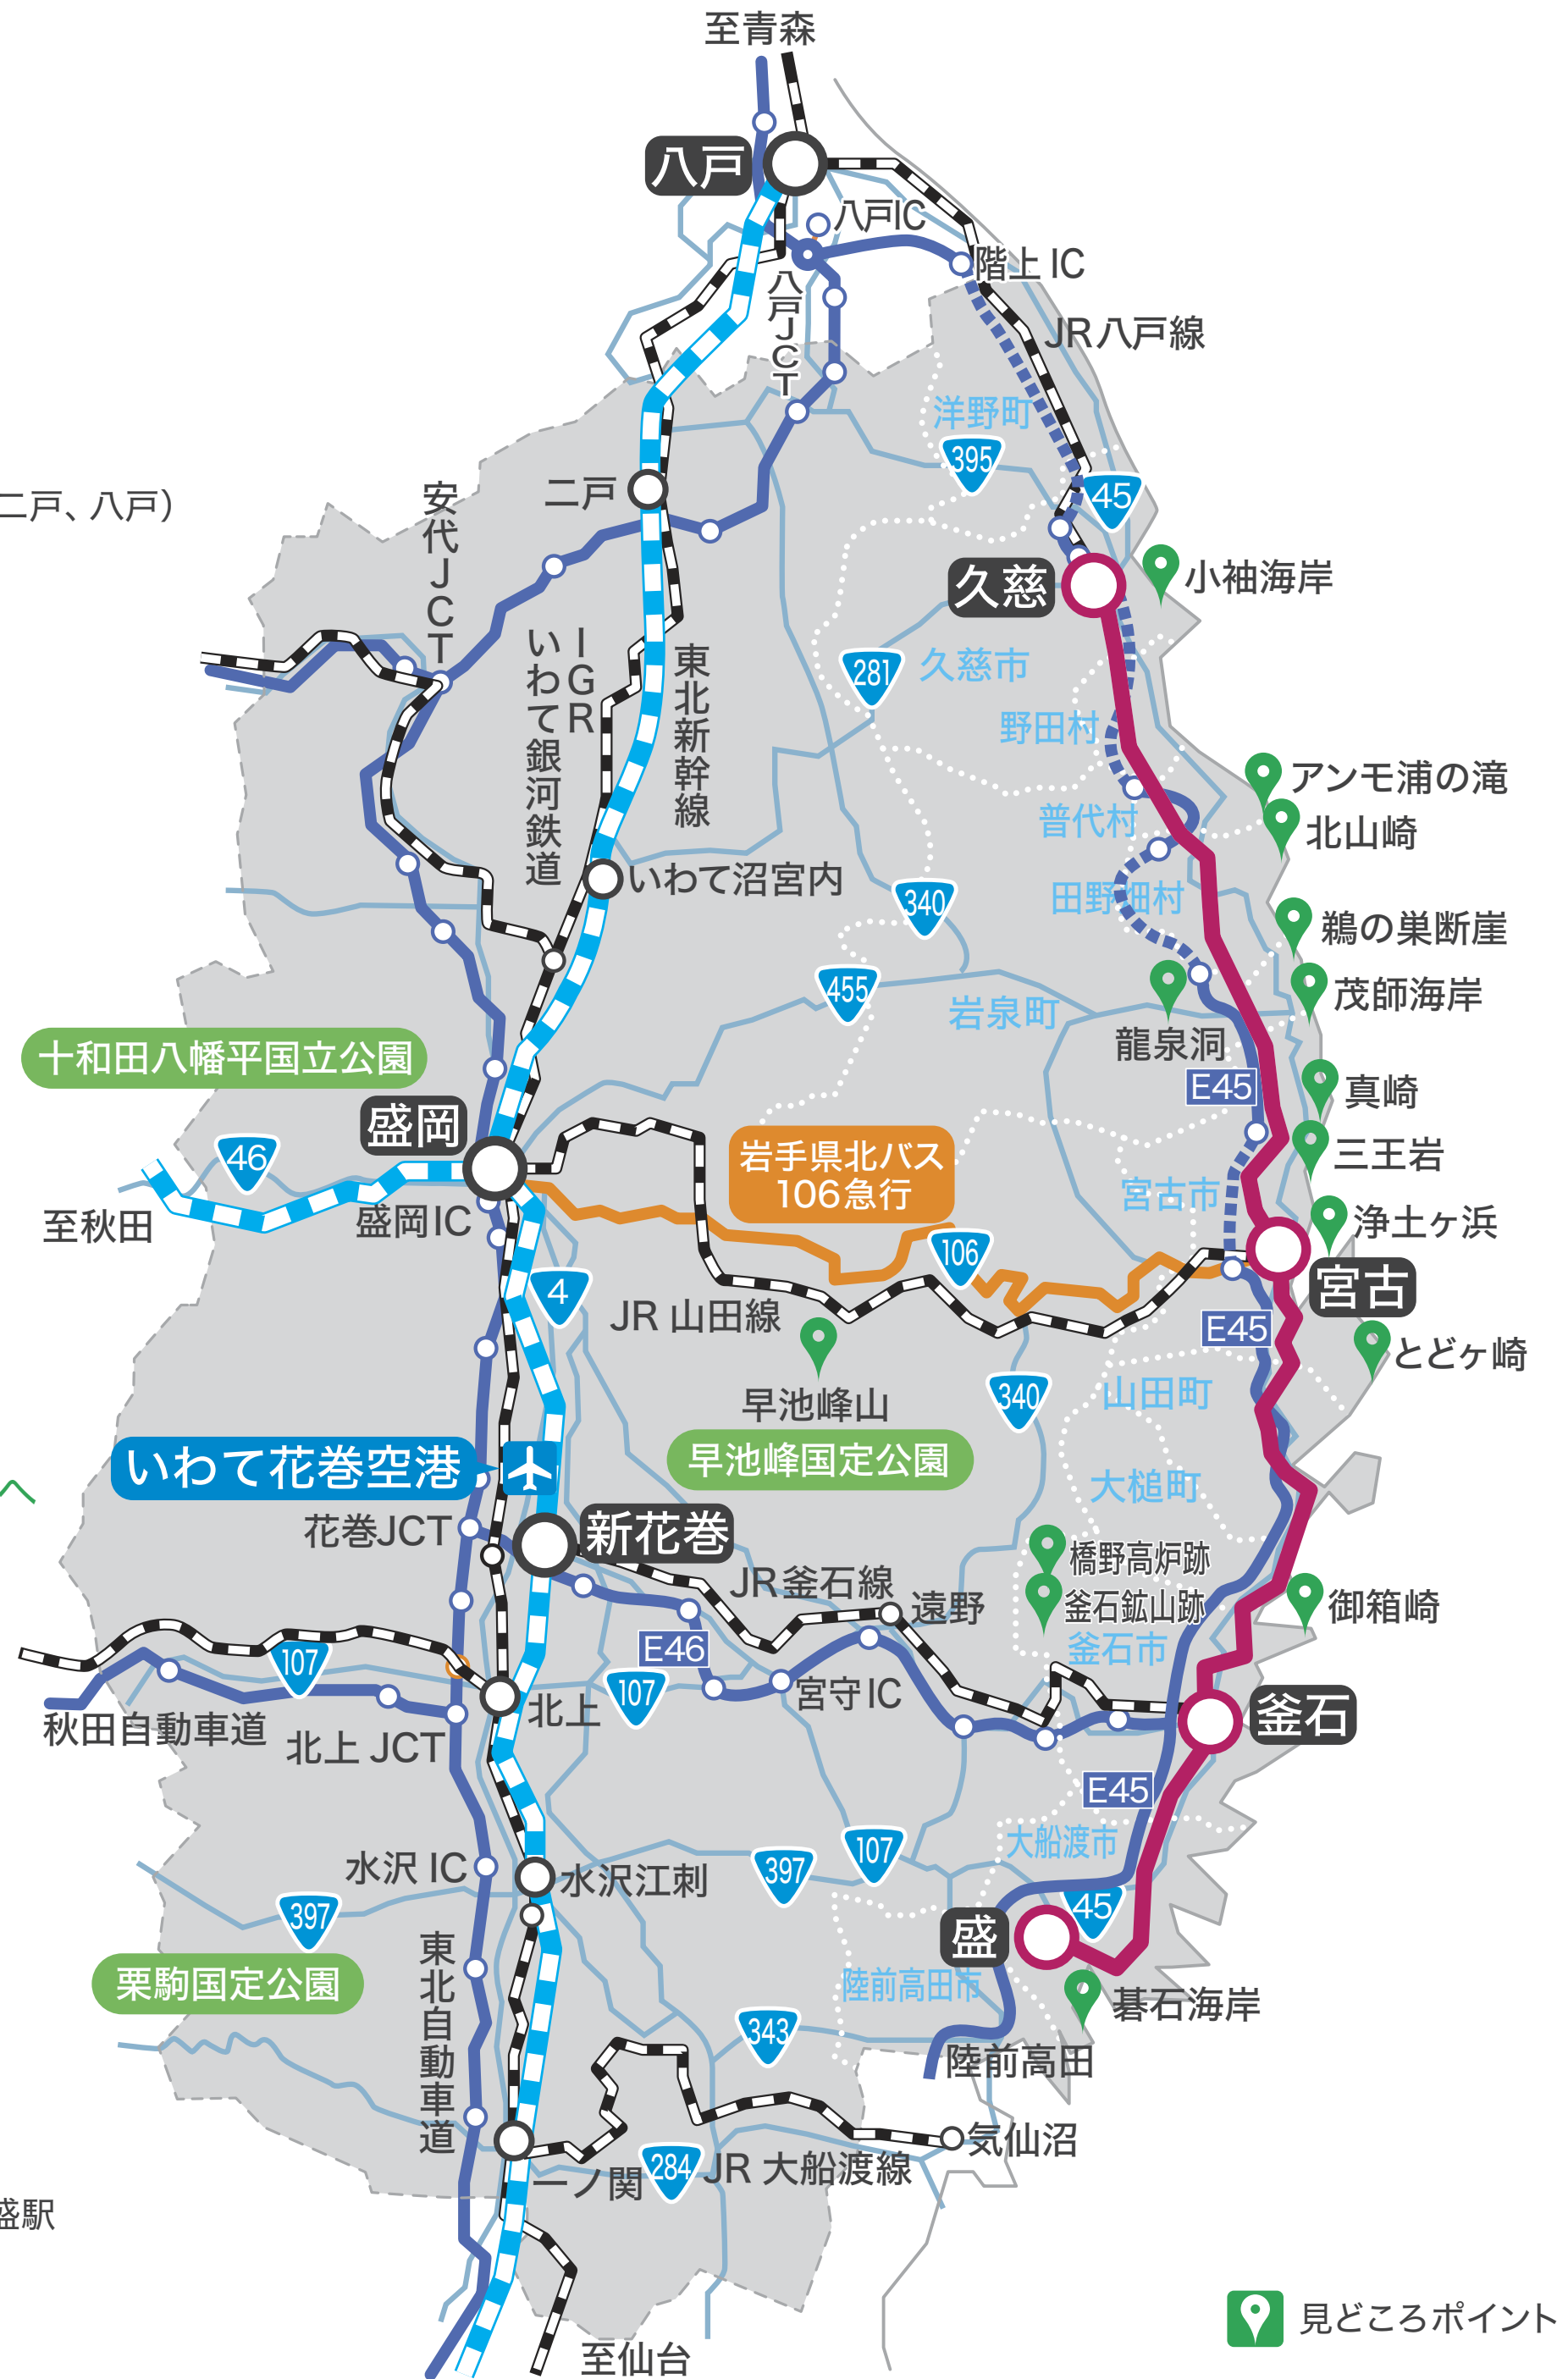 至青森
八戸
八戸IC
階上 IC
八戸JCT
JR八戸線
洋野町
395
45
二戸、八戸）
安代JCT
二戸
久慈
小袖海岸
久慈市
281
IGR
いわて銀河鉄道
東北新幹線
野田村
アンモ浦の滝
北山崎
普代村
いわて沼宮内
田野畑村
340
鵜の巣断崖
455
岩泉町
茂師海岸
龍泉洞
十和田八幡平国立公園
E45
真崎
盛岡
46
岩手県北バス
106急行
三王岩
宮古市
至秋田
盛岡IC
浄土ヶ浜
106
宮古
4
JR 山田線
E45
とどヶ崎
早池峰山
340
山田町
いわて花巻空港
早池峰国定公園
大槌町
花巻JCT
新花巻
橋野高炉跡
JR釜石線
遠野
釜石鉱山跡
御箱崎
E46
釜石市
107
107
宮守IC
秋田自動車道
北上
釜石
北上 JCT
E45
水沢 IC
水沢江刺
397
107
大船渡市
397
45
盛
東北自動車道
栗駒国定公園
陸前高田市
碁石海岸
343
陸前高田
気仙沼
一ノ関
284
JR 大船渡線
盛駅
見どころポイント
至仙台